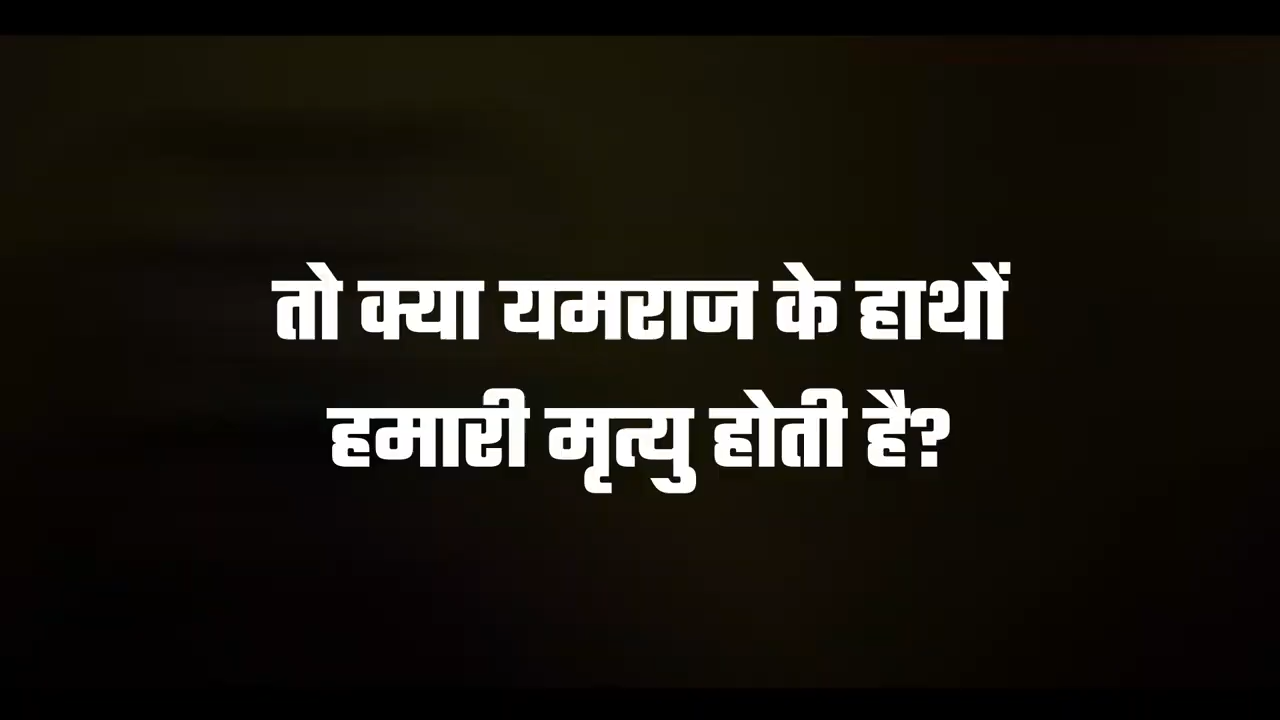 तो क्या यमराज के हाथों
हमारी मृत्यु होती है?